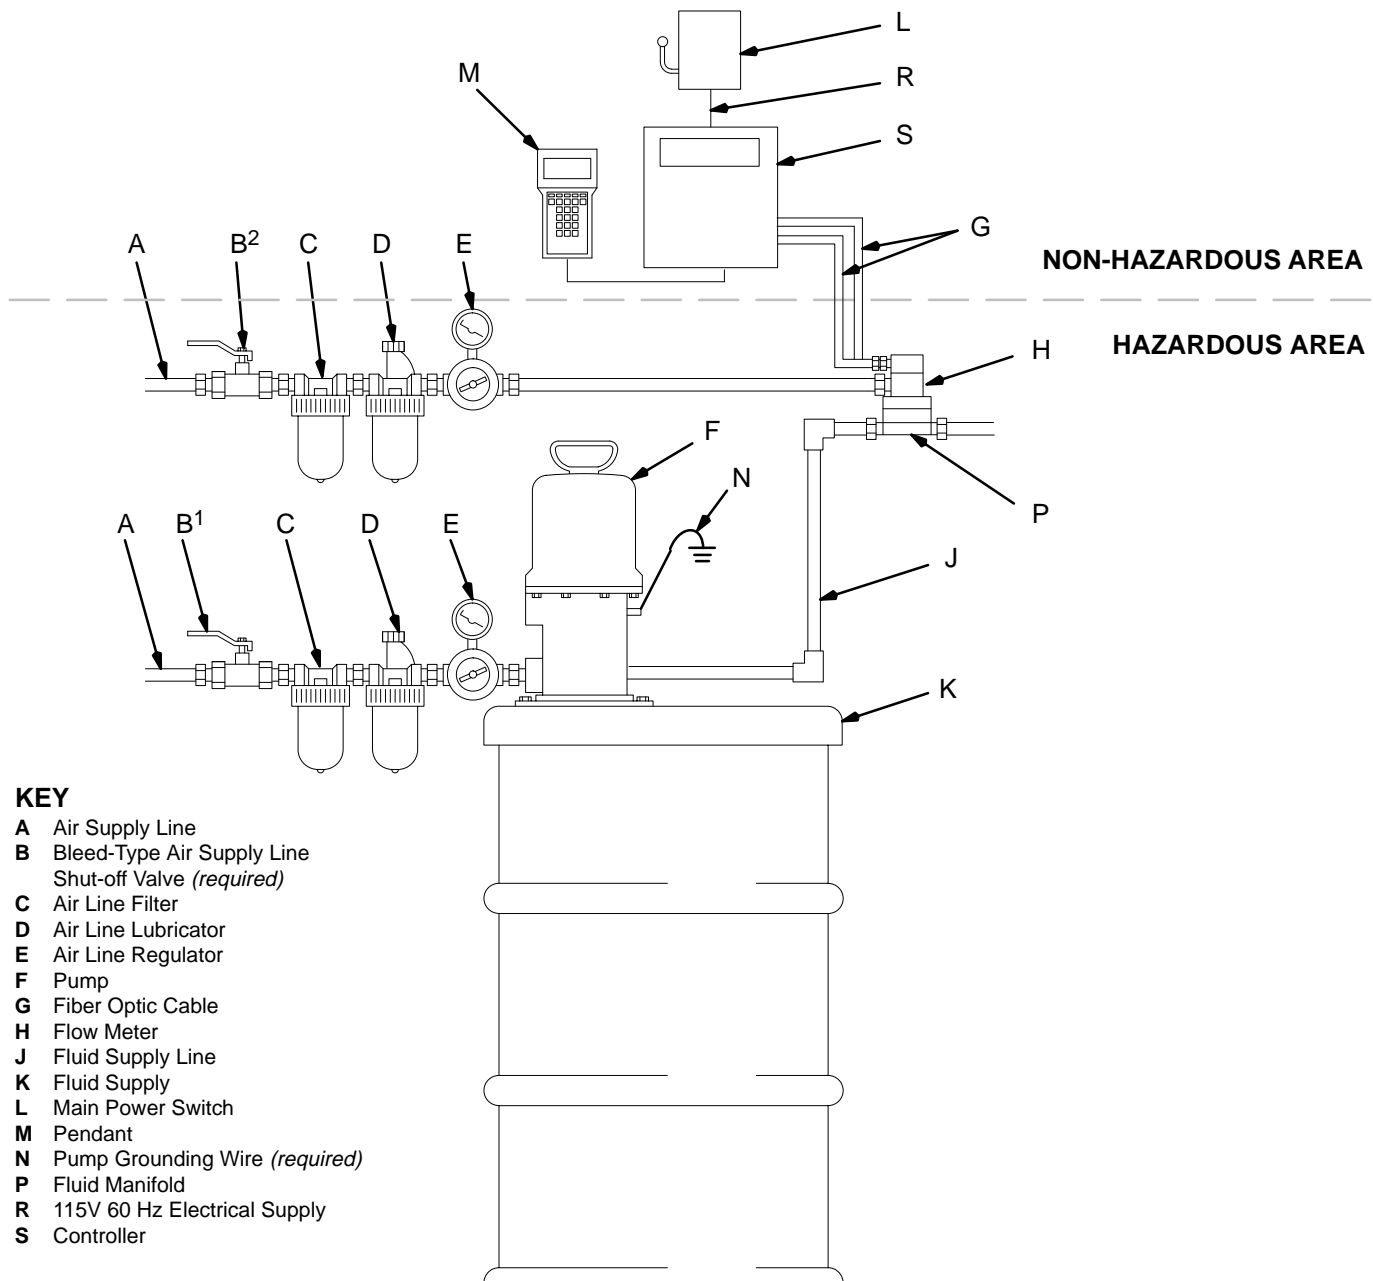 L
M
R
S
A
B2
C
D
E
G
NON-HAZARDOUS AREA
H
HAZARDOUS AREA
F
N
P
A
B1
C
D
E
J
K
KEY
A Air Supply Line
B Bleed-Type Air Supply Line
Shut-off Valve (required)
C Air Line Filter
D Air Line Lubricator
E Air Line Regulator
F Pump
G Fiber Optic Cable
H Flow Meter
J Fluid Supply Line
K Fluid Supply
L Main Power Switch
M Pendant
N Pump Grounding Wire (required)
P Fluid Manifold
R 115V 60 Hz Electrical Supply
S Controller